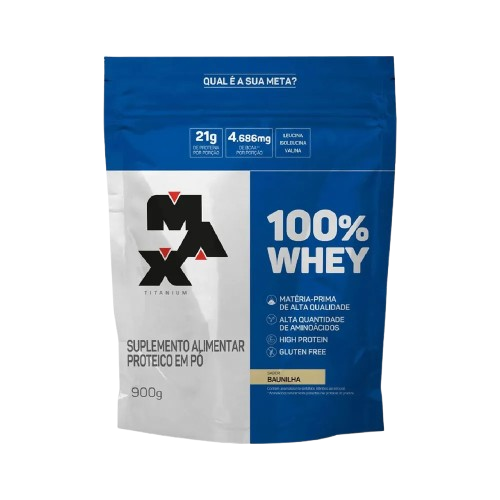 QUAL É A SUA META?
21g
DE PROTEÍNA
POR PORÇÃO
4.686mg
DE BCAA
POR PORÇÃO
LEUCINA
ISOLEUCINA
VALINA
MAX
TITANIUM
100%
WHEY
MATÉRIA-PRIMA
DE ALTA QUALIDADE
ALTA QUANTIDADE
DE AMINOÁCIDOS
HIGH PROTEIN
GLUTEN FREE
SUPLEMENTO ALIMENTAR
PROTEICO EM PÓ
900g
SABOR
BAUNILHA